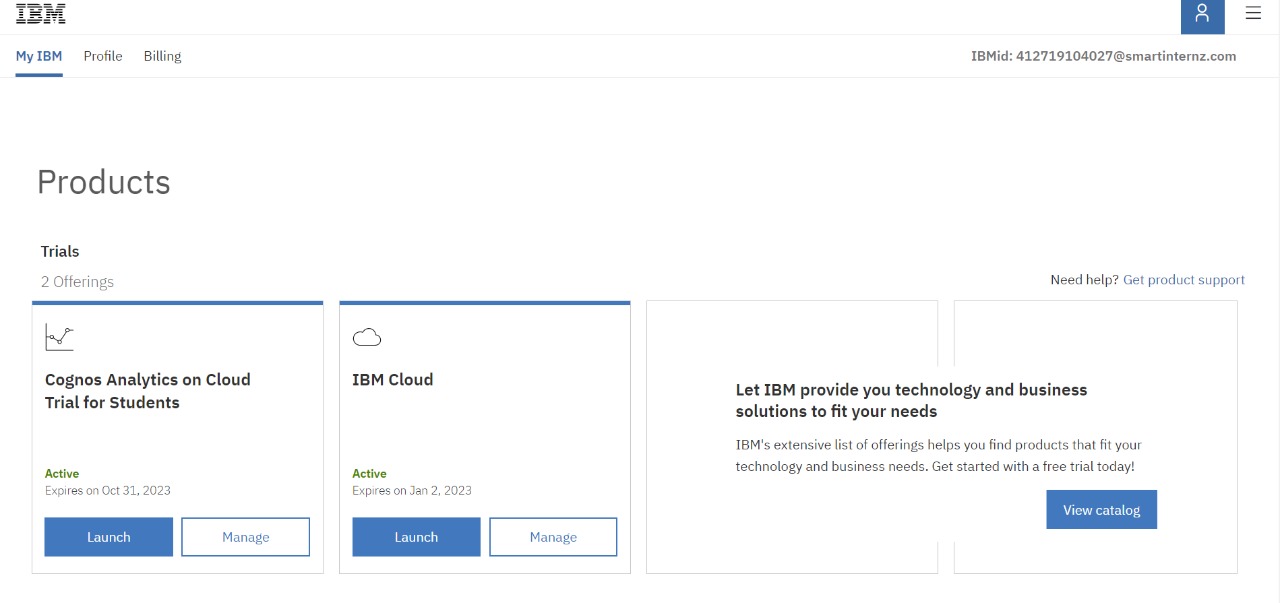 IBM
My IBM Profile Billing IBMid: 412719104027@smartinternz.com
Products
Trials
2 Offerings
Need help? Get product support
Cognos Analytics on Cloud
Trial for Students
Active
Expires on Oct 31, 2023
Launch Manage
IBM Cloud
Active
Expires on Jan 2, 2023
Launch Manage
Let IBM provide you technology and business
solutions to fit your needs
IBM's extensive list of offerings helps you find products that fit your
technology and business needs. Get started with a free trial today!
View catalog